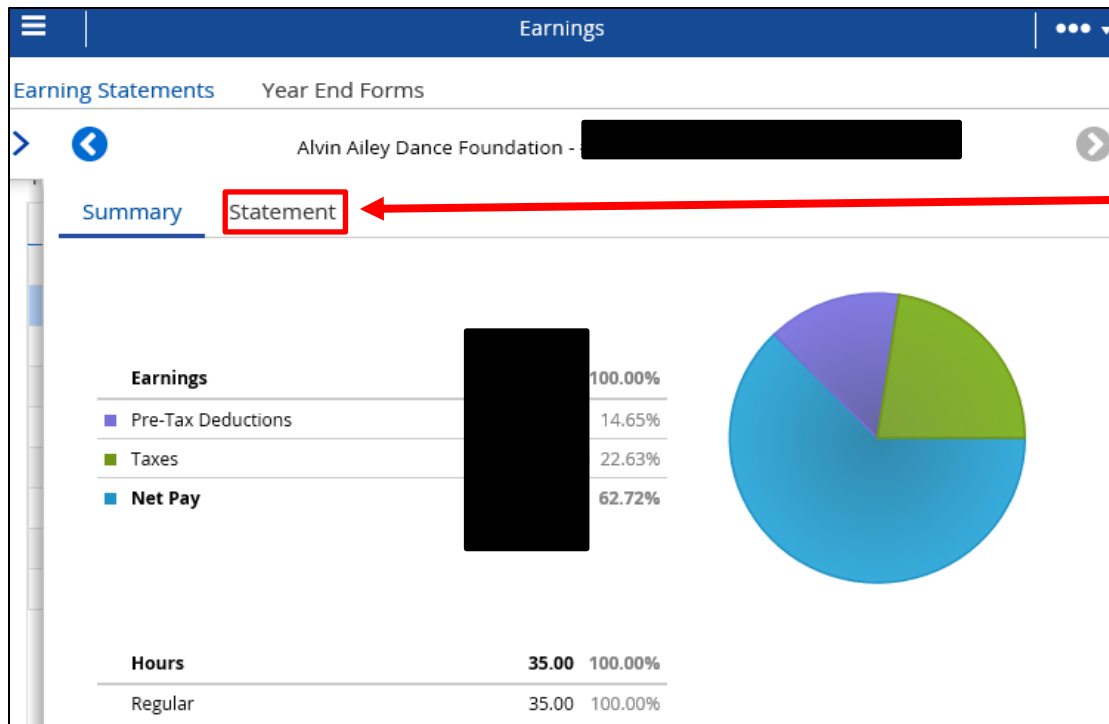 Earnings
Earning Statements Year End Forms
Alvin Ailey Dance Foundation -
Summary Statement
Earnings 100.00%
Pre-Tax Deductions 14.65%
Taxes 22.63%
Net Pay 62.72%
Hours 35.00 100.00%
Regular 35.00 100.00%